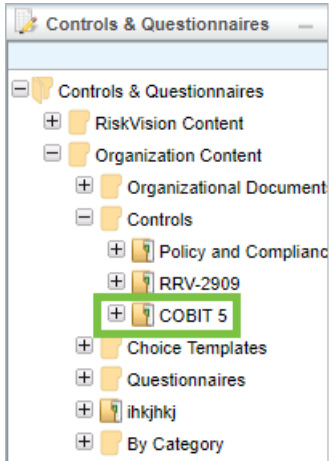 Controls & Questionnaires
Controls & Questionnaires
RiskVision Content
Organization Content
Organizational Document
Controls
Policy and Complianc
RRV-2909
COBIT 5
Choice Templates
Questionnaires
ihkjhkj
By Category